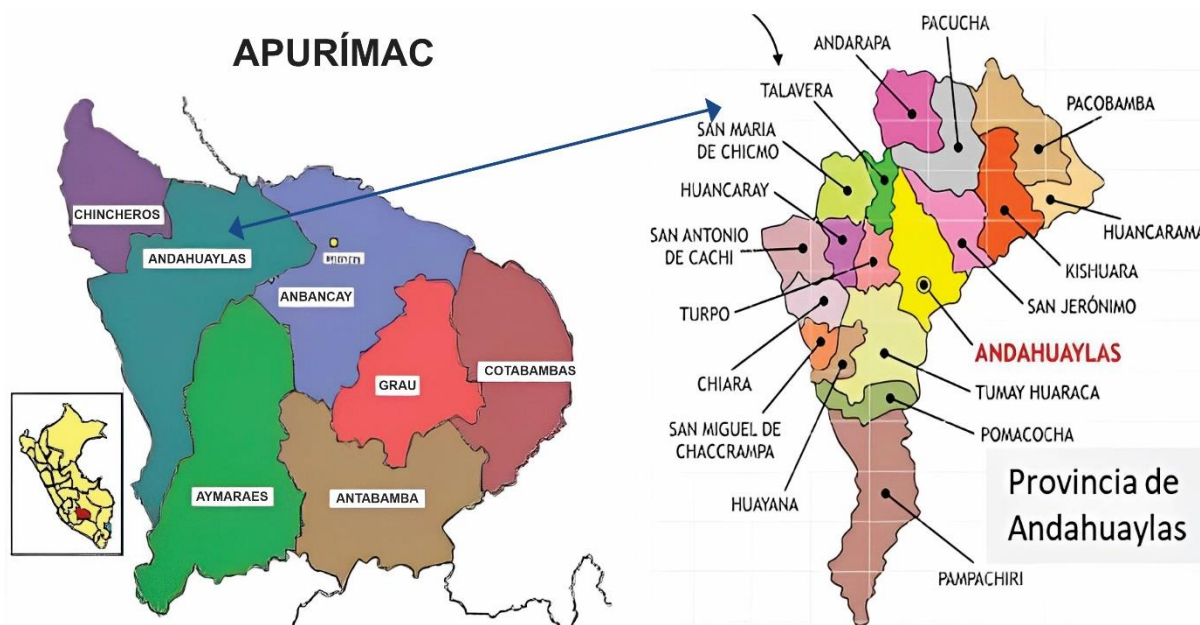 APURÍMAC
CHINCHEROS
ANDAHUAYLAS
ANBANCAY
GRAU
COTABAMBAS
AYMARAES
ANTABAMBA
PACUCHA
ANDARAPA
TALAVERA
PACOBAMBA
SAN MARIA
DE CHICMO
HUANCARAY
HUANCARAMA
SAN ANTONIO
DE CACHI
KISHUARA
TURPO
SAN JERÓNIMO
ANDAHUAYLAS
CHIARA
TUMAY HUARACA
SAN MIGUEL DE
CHACCRAMPA
POMACOCHA
HUAYANA
Provincia de
Andahuaylas
PAMPACHIRI